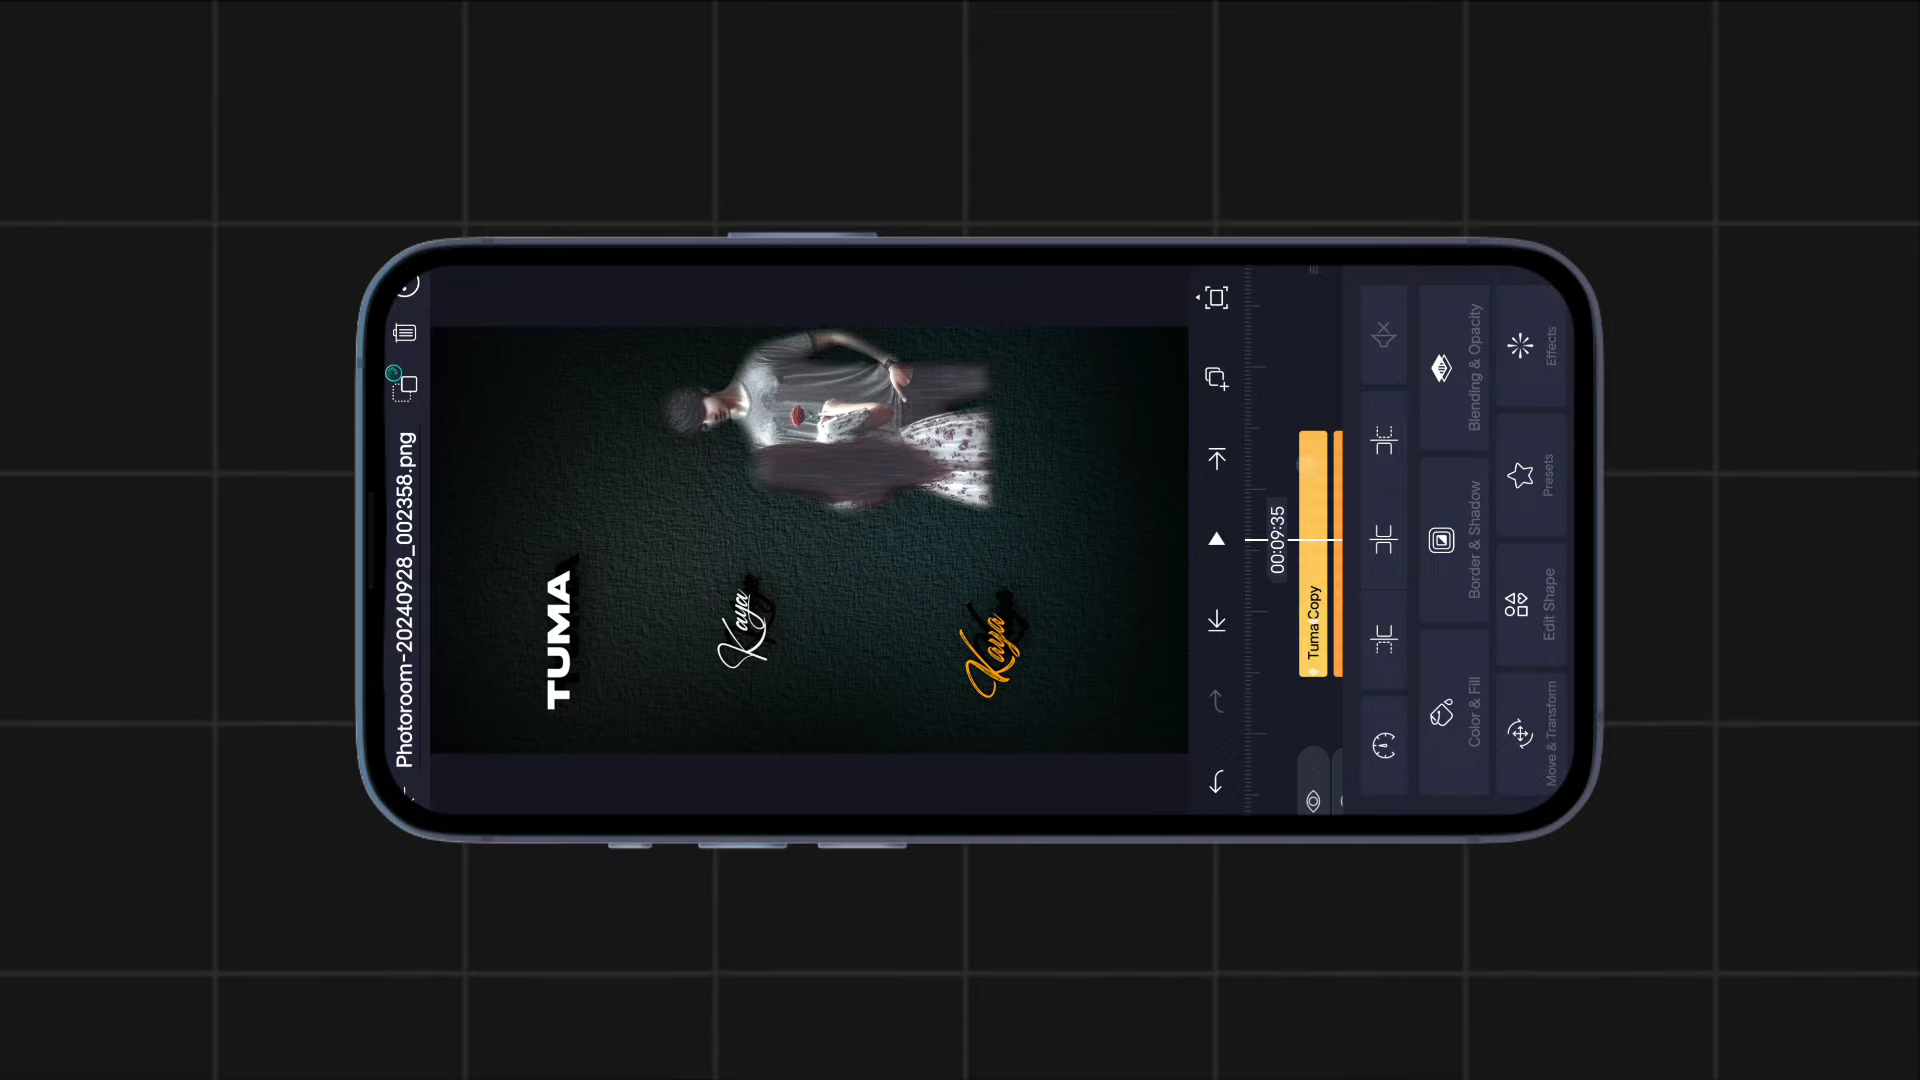 Photoroom-20240928_002358.png
TUMA
Kaya
Kaya
00:09:35
Tuma Copy
Color & Fill
Border & Shadow
Blending & Opacity
Move & Transform
Edit Shape
Presets
Effects